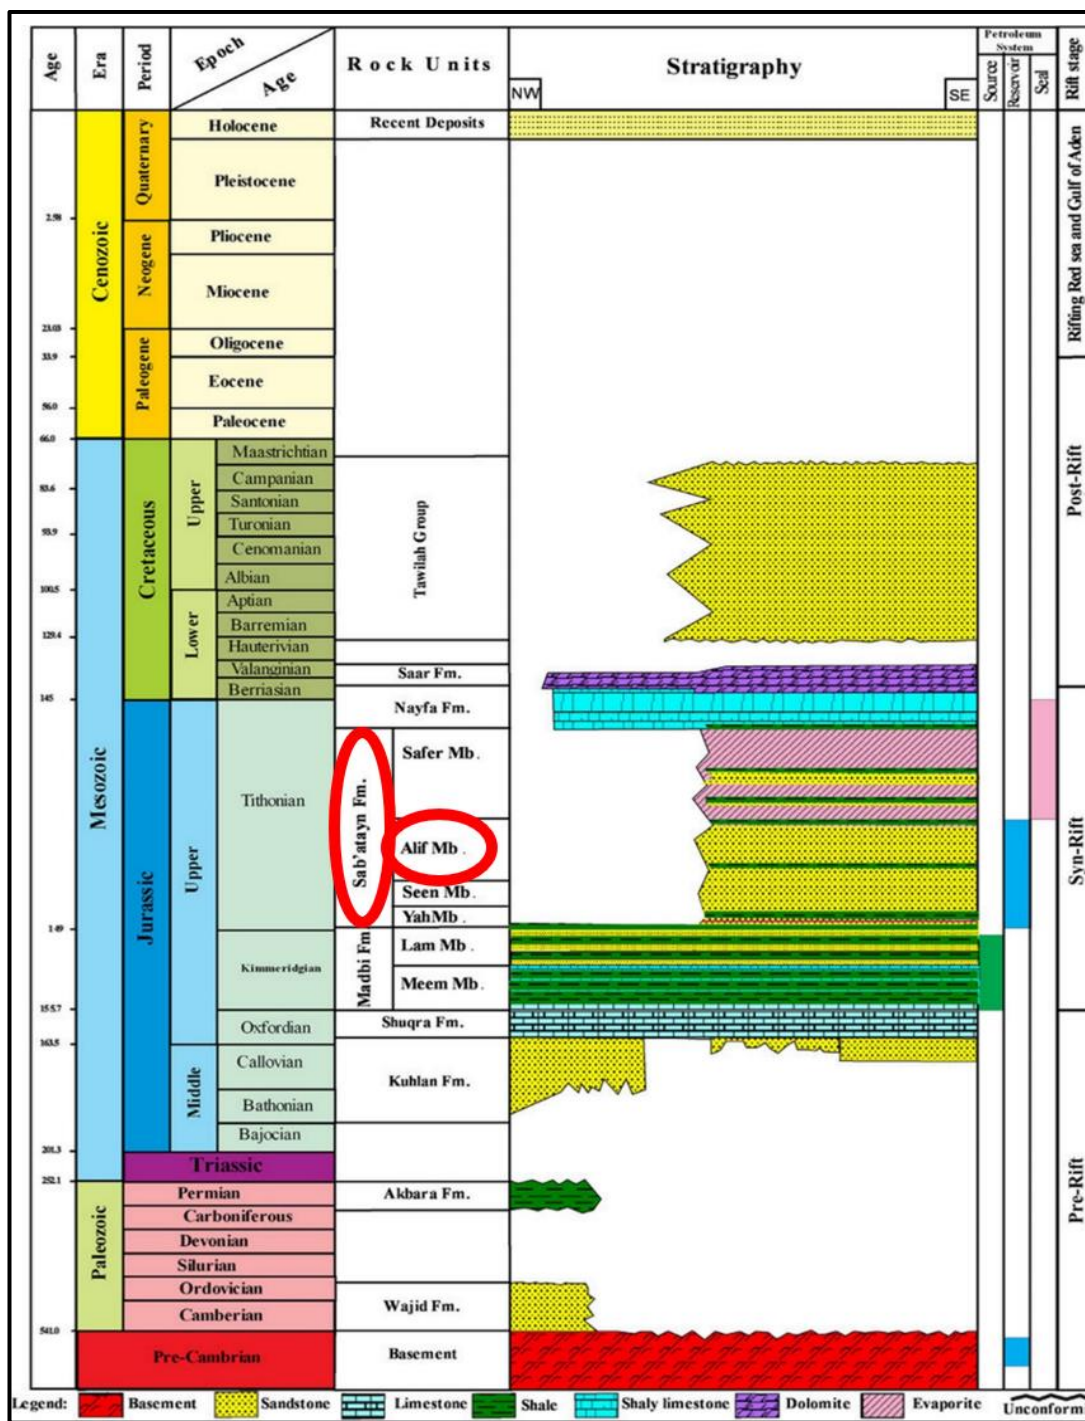 Age
Era
Period
Epoch
Age
Rock Units
Stratigraphy
NW
SE
Petroleum System
Source
Reservoir
Seal
Rift stage
Cenozoic
Mesozoic
Paleozoic
Quaternary
Neogene
Paleogene
Cretaceous
Jurassic
Triassic
Permian
Carboniferous
Devonian
Silurian
Ordovician
Camberian
Pre-Cambrian
Holocene
Pleistocene
Pliocene
Miocene
Oligocene
Eocene
Paleocene
Upper
Lower
Upper
Middle
Maastrichtian
Campanian
Santonian
Turonian
Cenomanian
Albian
Aptian
Barremian
Hauterivian
Valanginian
Berriasian
Tithonian
Kimmeridgian
Oxfordian
Callovian
Bathonian
Bajocian
2.98
23.03
33.9
56.0
66.0
83.6
93.9
100.5
129.4
145
149
155.7
163.5
201.3
252.1
541.0
Recent Deposits
Tawilah Group
Saar Fm.
Nayfa Fm.
Sab'atayn Fm.
Safer Mb.
Alif Mb.
Seen Mb.
Yah Mb.
Madbi Fm
Lam Mb.
Meem Mb.
Shuqra Fm.
Kuhlan Fm.
Akbara Fm.
Wajid Fm.
Basement
Rifting Red sea and Gulf of Aden
Post-Rift
Syn-Rift
Pre-Rift
Legend: Basement Sandstone Limestone Shale Shaly limestone Dolomite Evaporite Unconform